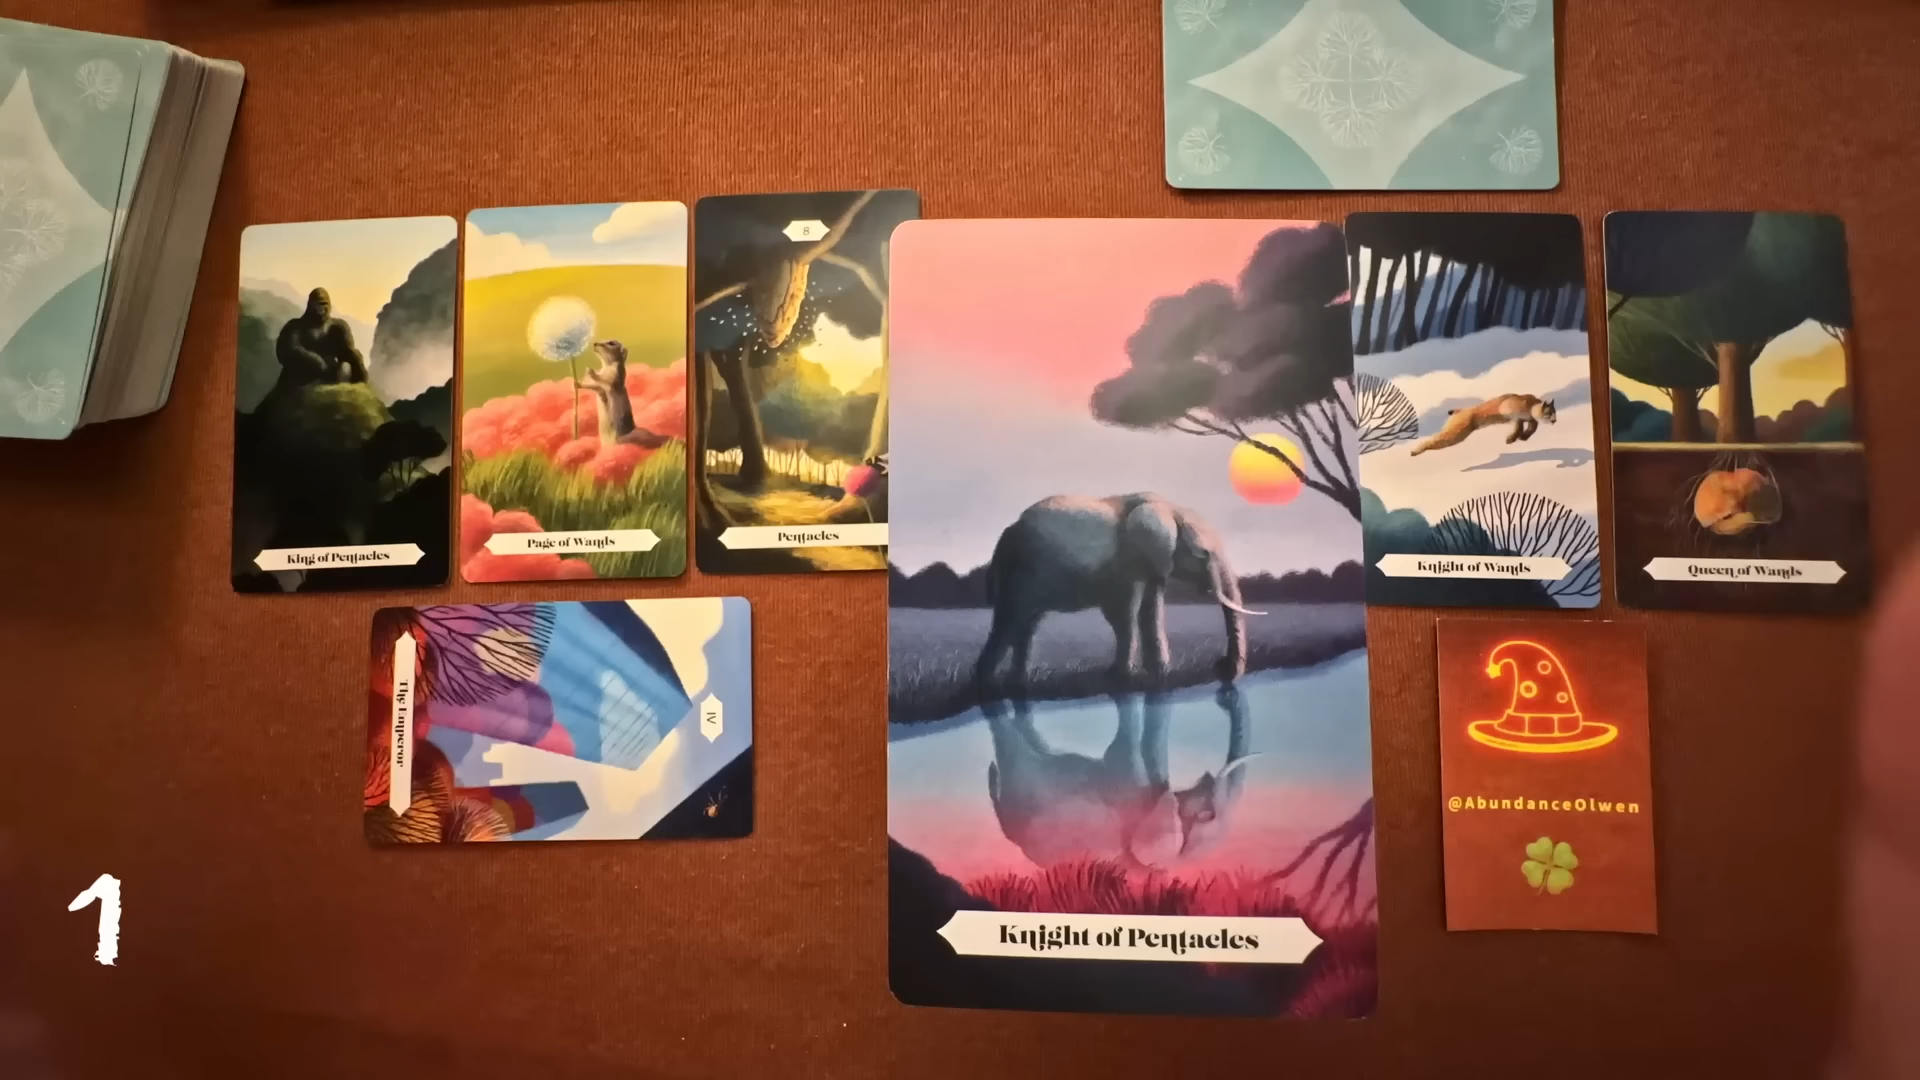 8
King of Pentacles
Page of Wands
Pentacles
Knight of Wands
Queen of Wands
The Emperor
IV
Knight of Pentacles
@AbundanceOlwen
1